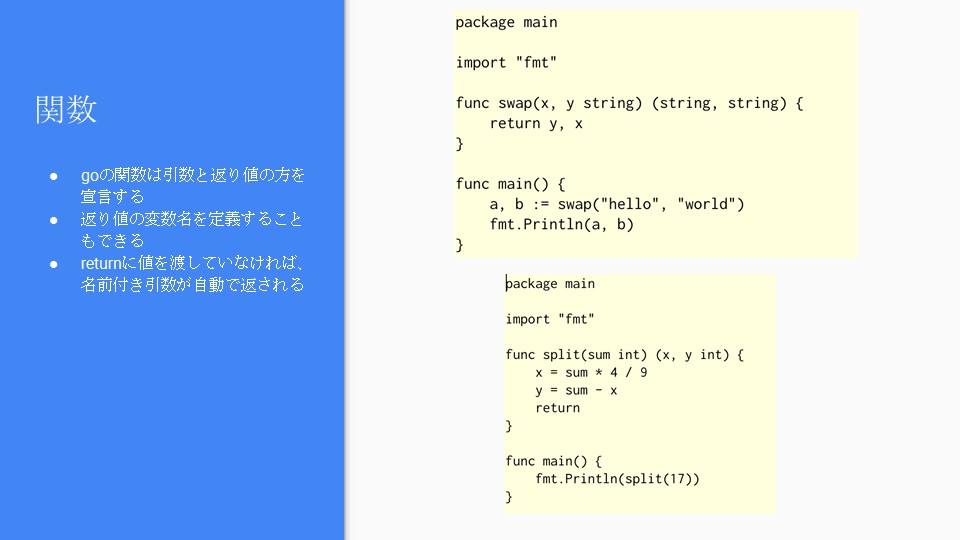 関数
● goの関数は引数と返り値の方を
宣言する
● 返り値の変数名を定義すること
もできる
● returnに値を渡していなければ、
名前付き引数が自動で返される
package main
import "fmt"
func swap(x, y string) (string, string) {
    return y, x
}
func main() {
    a, b := swap("hello", "world")
    fmt.Println(a, b)
}
package main
import "fmt"
func split(sum int) (x, y int) {
    x = sum * 4 / 9
    y = sum - x
    return
}
func main() {
    fmt.Println(split(17))
}